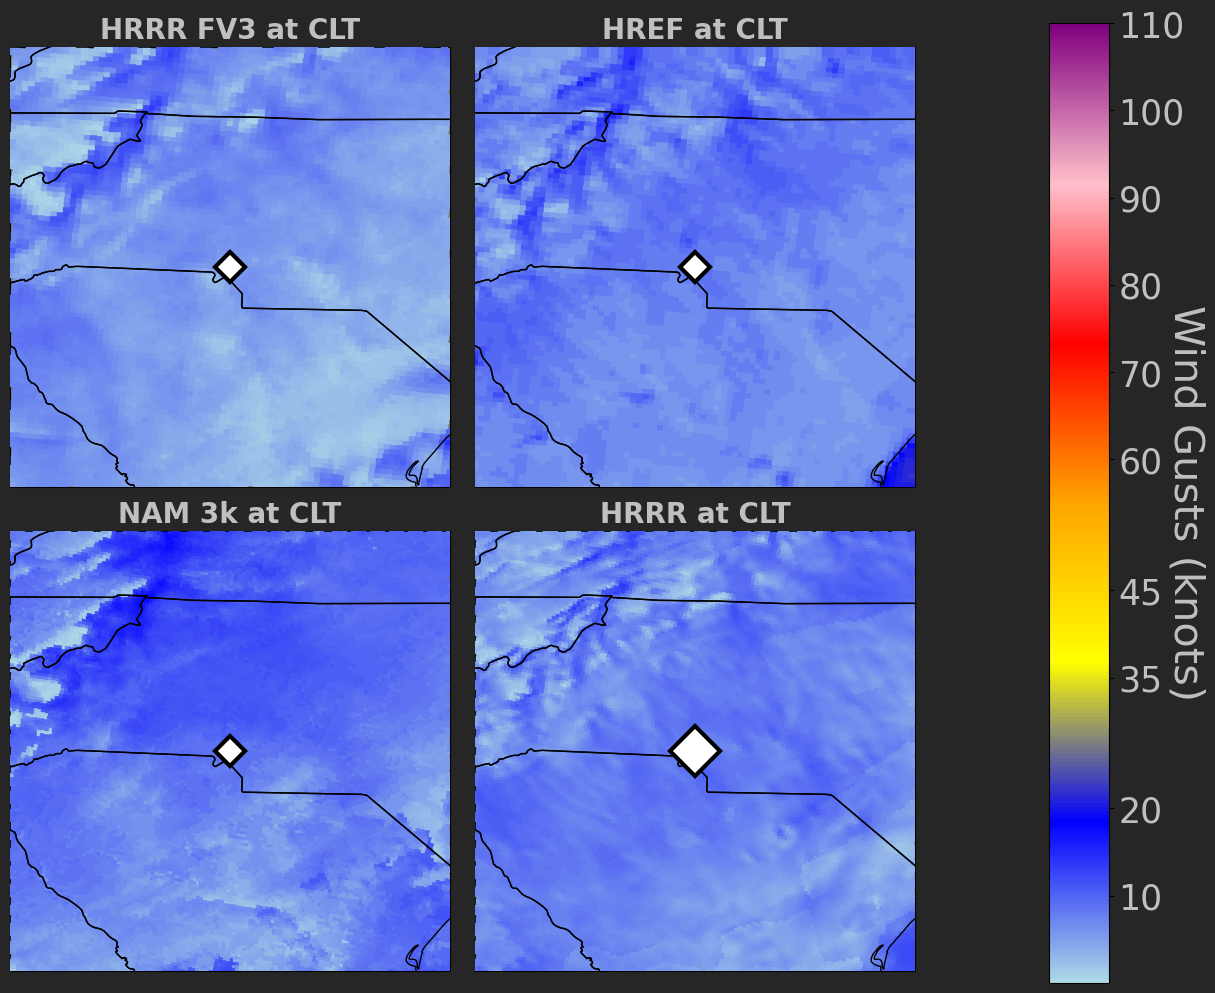 HRRR FV3 at CLT
HREF at CLT
NAM 3k at CLT
HRRR at CLT
110
100
90
80
70
60
45
35
20
10
Wind Gusts (knots)